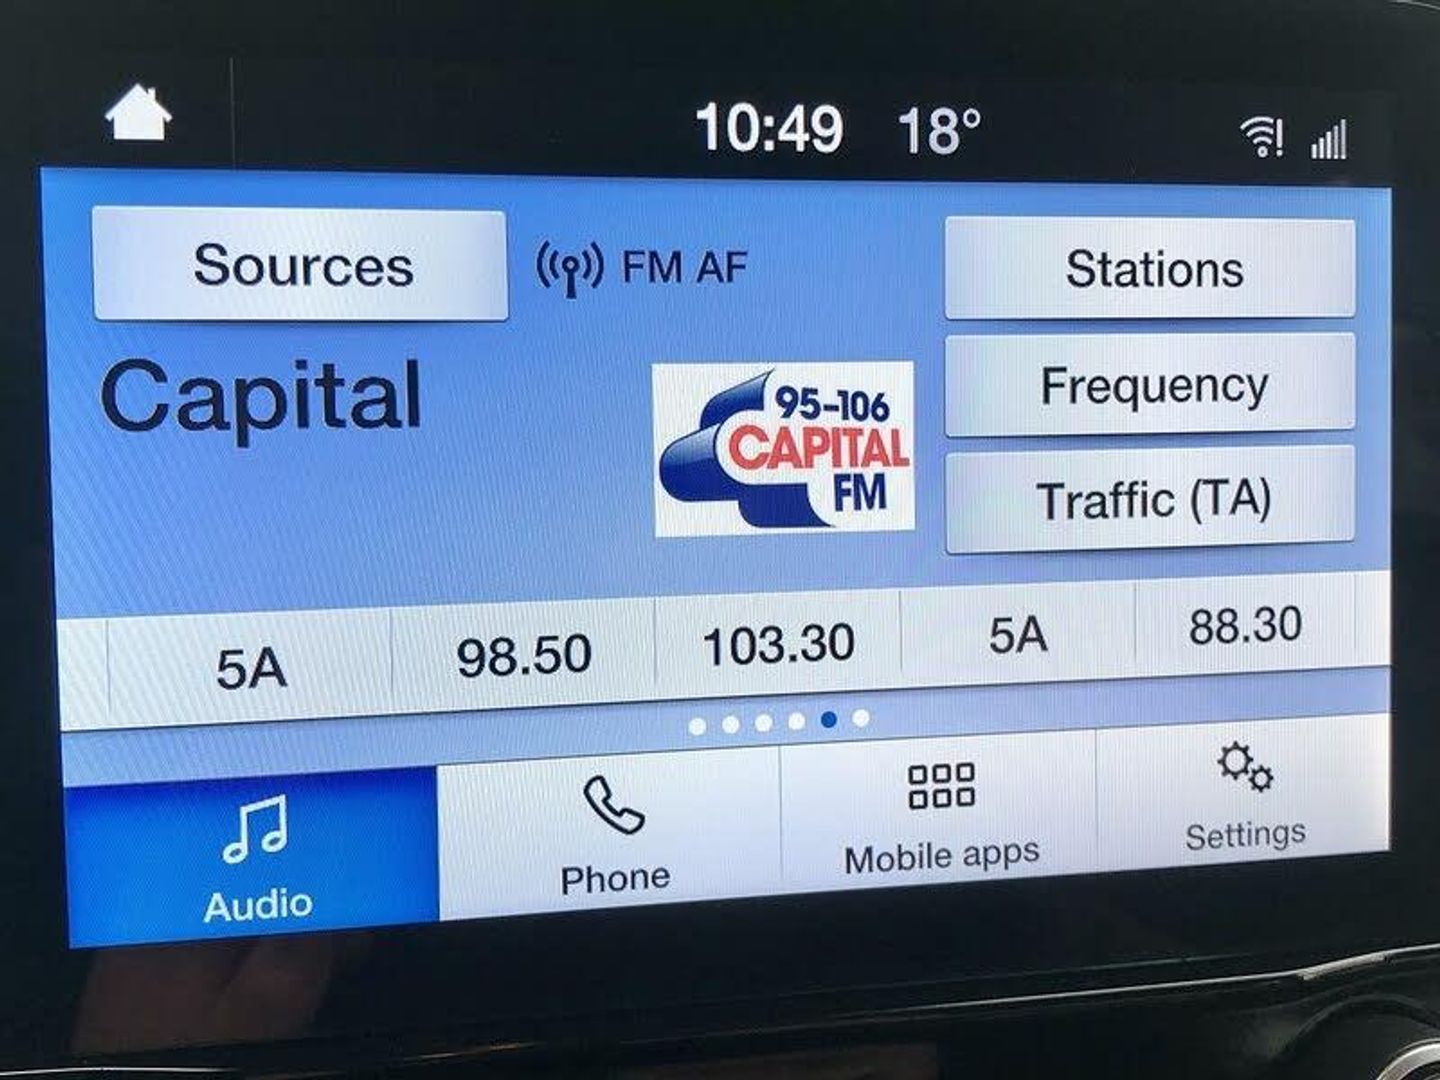 10:49 18°
Sources
FM AF
Stations
Capital
95-106
CAPITAL
FM
Frequency
Traffic (TA)
5A 98.50 103.30 5A 88.30
Audio Phone Mobile apps Settings